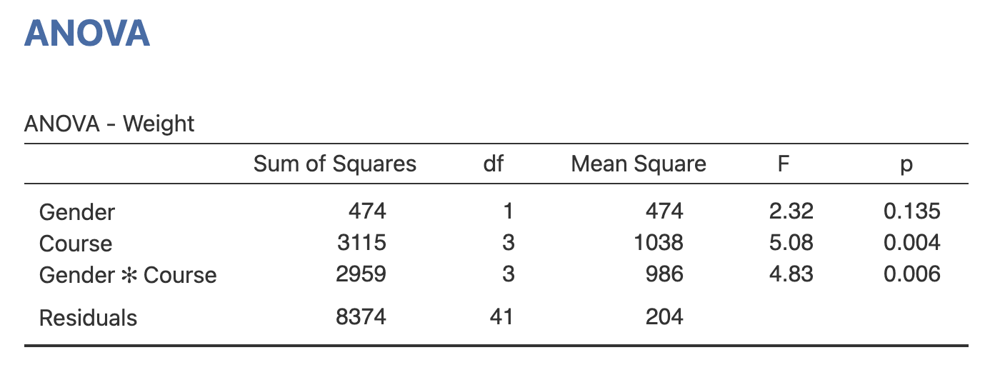 ANOVA
ANOVA - Weight
Sum of Squares df Mean Square F p
Gender 474 1 474 2.32 0.135
Course 3115 3 1038 5.08 0.004
Gender ✻ Course 2959 3 986 4.83 0.006
Residuals 8374 41 204